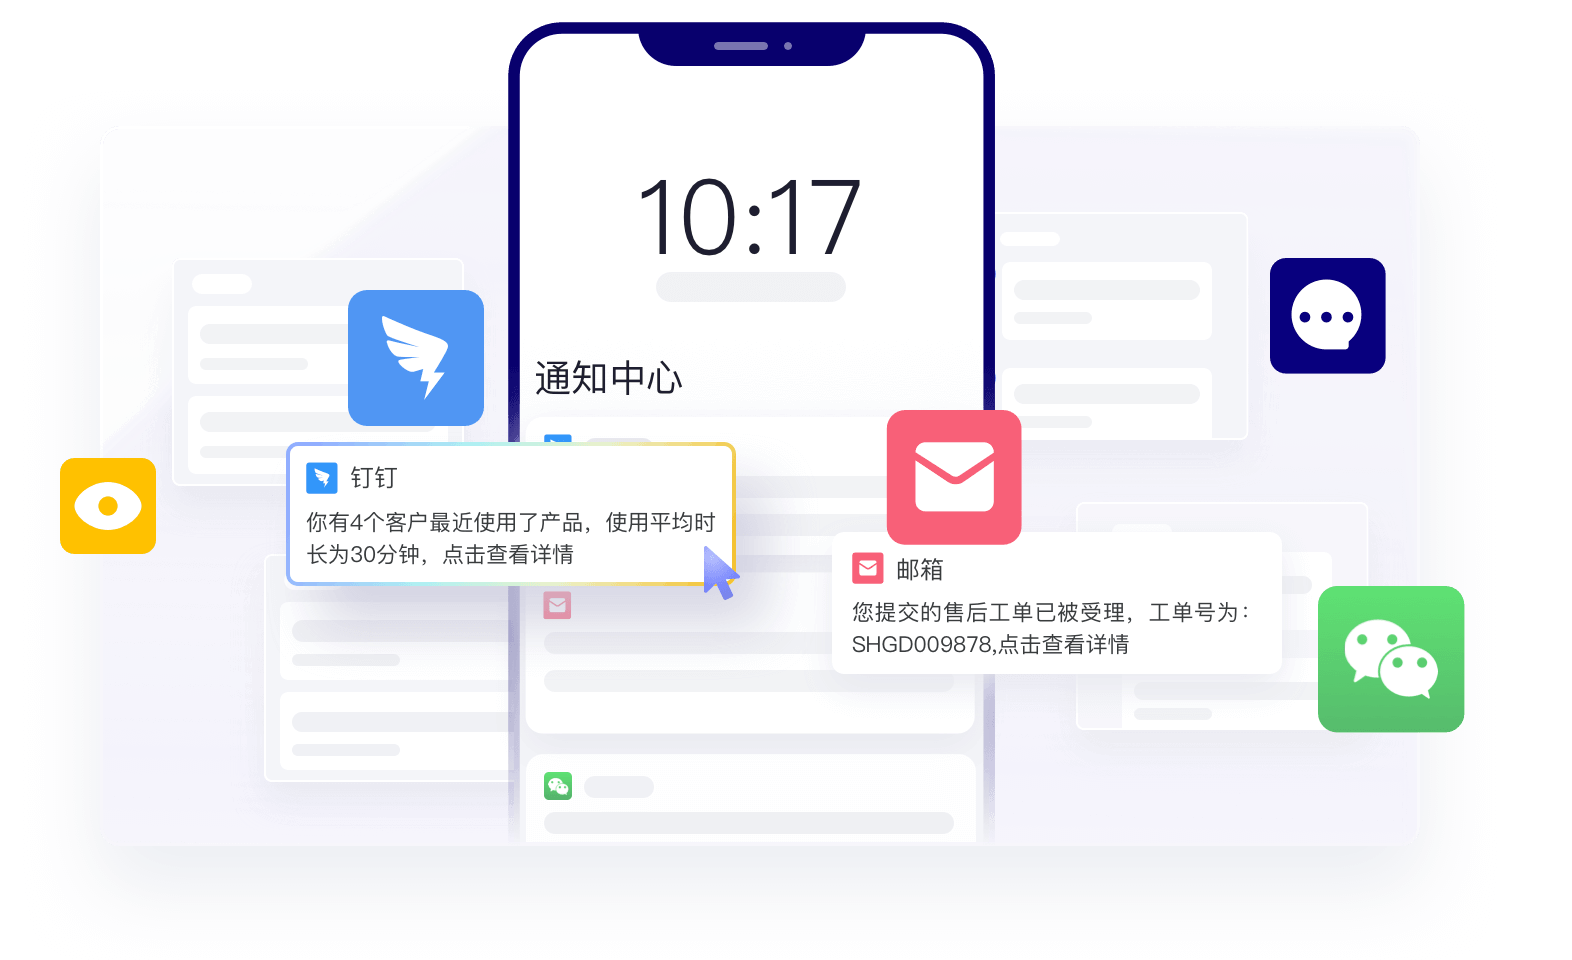 10:17
通知中心
钉钉
你有4个客户最近使用了产品，使用平均时
长为30分钟，点击查看详情
邮箱
您提交的售后工单已被受理，工单号为：
SHGD009878,点击查看详情